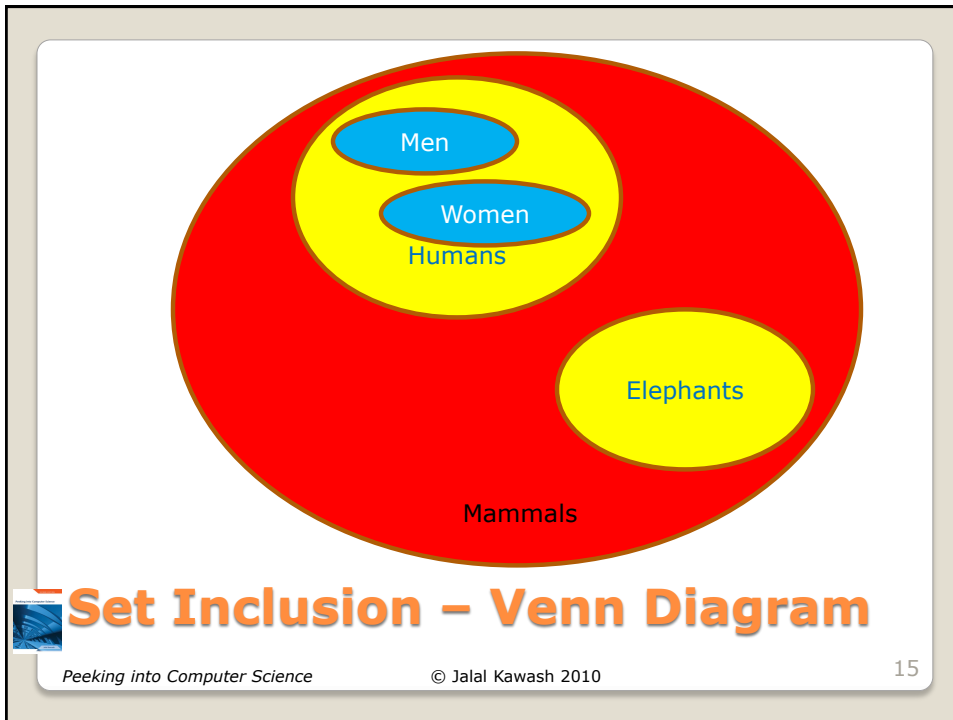 Men
Women
Humans
Elephants
Mammals
Set Inclusion – Venn Diagram
Peeking into Computer Science
© Jalal Kawash 2010
15